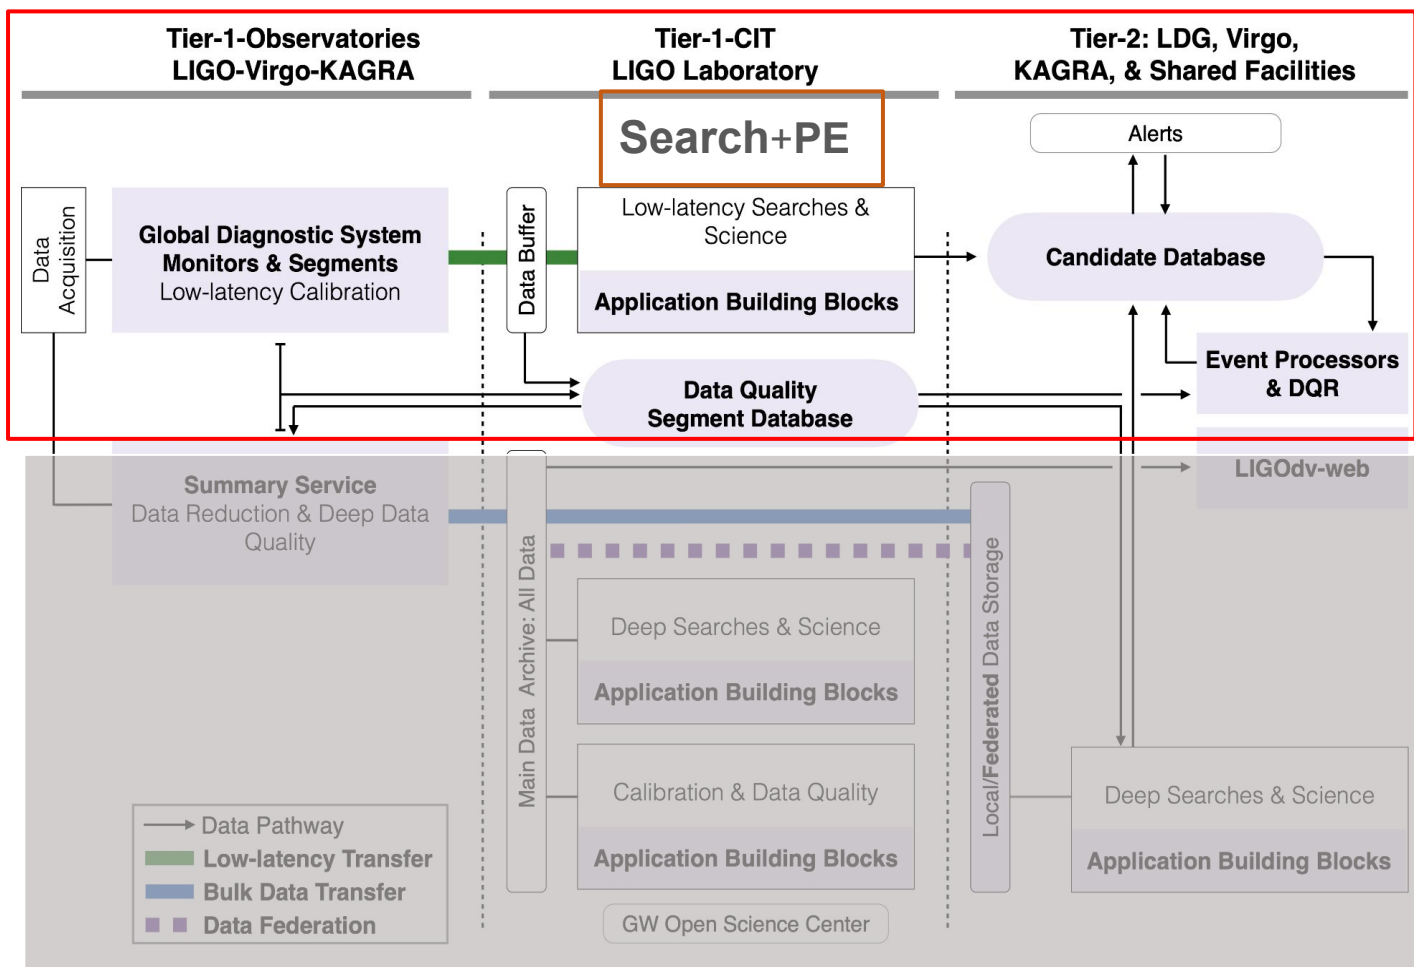 Tier-1-Observatories
LIGO-Virgo-KAGRA
Tier-1-CIT
LIGO Laboratory
Tier-2: LDG, Virgo,
KAGRA, & Shared Facilities
Search+PE
Alerts
Data
Acquisition
Global Diagnostic System
Monitors & Segments
Low-latency Calibration
Data Buffer
Low-latency Searches &
Science
Application Building Blocks
Candidate Database
Event Processors
& DQR
Data Quality
Segment Database
LIGOdv-web
Summary Service
Data Reduction & Deep Data
Quality
Main Data Archive: All Data
Deep Searches & Science
Application Building Blocks
Calibration & Data Quality
Application Building Blocks
GW Open Science Center
Local/Federated Data Storage
Deep Searches & Science
Application Building Blocks
Data Pathway
Low-latency Transfer
Bulk Data Transfer
Data Federation